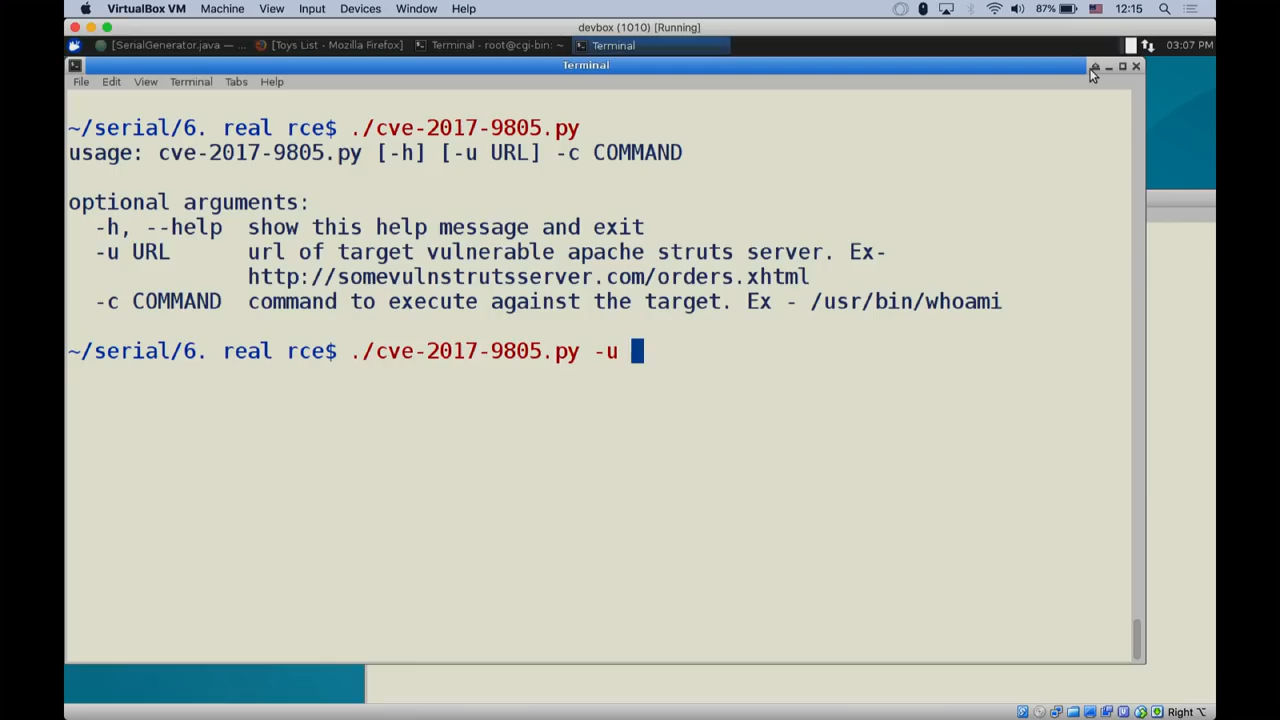 VirtualBox VM Machine View Input Devices Window Help 87% 12:15
devbox (1010) [Running]
[SerialGenerator.java — ... [Toys List - Mozilla Firefox] Terminal - root@cgi-bin: ~ Terminal 03:07 PM
Terminal
File Edit View Terminal Tabs Help
~/serial/6. real rce$ ./cve-2017-9805.py
usage: cve-2017-9805.py [-h] [-u URL] -c COMMAND
optional arguments:
-h, --help show this help message and exit
-u URL url of target vulnerable apache struts server. Ex-
http://somevulnstrutsserver.com/orders.xhtml
-c COMMAND command to execute against the target. Ex - /usr/bin/whoami
~/serial/6. real rce$ ./cve-2017-9805.py -u
Right ⌥